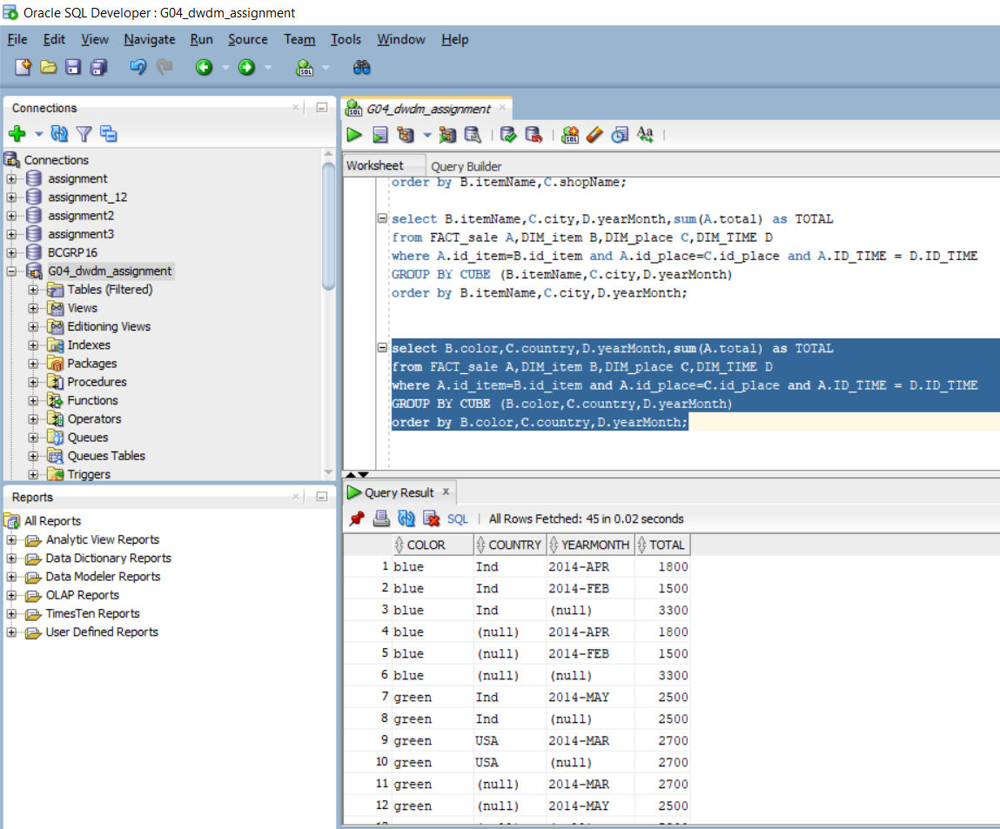 Oracle SQL Developer : G04_dwdm_assignment
File Edit View Navigate Run Source Team Tools Window Help
Connections
Connections
assignment
assignment_12
assignment2
assignment3
BCGRP16
G04_dwdm_assignment
Tables (Filtered)
Views
Editioning Views
Indexes
Packages
Procedures
Functions
Operators
Queues
Queues Tables
Triggers
Reports
All Reports
Analytic View Reports
Data Dictionary Reports
Data Modeler Reports
OLAP Reports
TimesTen Reports
User Defined Reports
G04_dwdm_assignment
Worksheet Query Builder
order by B.itemName,C.shopName;
select B.itemName,C.city,D.yearMonth,sum(A.total) as TOTAL
from FACT_sale A,DIM_item B,DIM_place C,DIM_TIME D
where A.id_item=B.id_item and A.id_place=C.id_place and A.ID_TIME = D.ID_TIME
GROUP BY CUBE (B.itemName,C.city,D.yearMonth)
order by B.itemName,C.city,D.yearMonth;
select B.color,C.country,D.yearMonth,sum(A.total) as TOTAL
from FACT_sale A,DIM_item B,DIM_place C,DIM_TIME D
where A.id_item=B.id_item and A.id_place=C.id_place and A.ID_TIME = D.ID_TIME
GROUP BY CUBE (B.color,C.country,D.yearMonth)
order by B.color,C.country,D.yearMonth;
Query Result
SQL | All Rows Fetched: 45 in 0.02 seconds
COLOR COUNTRY YEARMONTH TOTAL
1 blue Ind 2014-APR 1800
2 blue Ind 2014-FEB 1500
3 blue Ind (null) 3300
4 blue (null) 2014-APR 1800
5 blue (null) 2014-FEB 1500
6 blue (null) (null) 3300
7 green Ind 2014-MAY 2500
8 green Ind (null) 2500
9 green USA 2014-MAR 2700
10 green USA (null) 2700
11 green (null) 2014-MAR 2700
12 green (null) 2014-MAY 2500